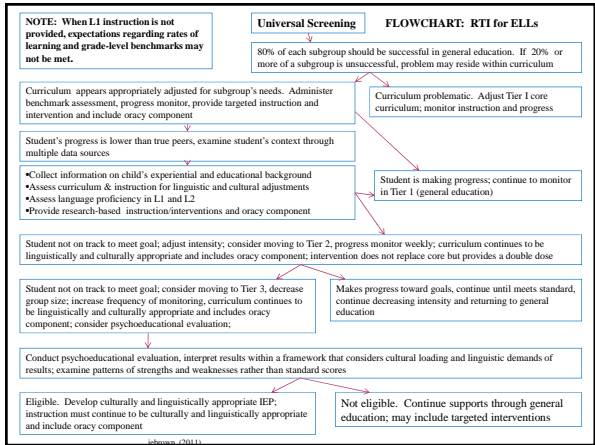 NOTE: When L1 instruction is not
provided, expectations regarding rates of
learning and grade-level benchmarks may
not be met.
Universal Screening
FLOWCHART: RTI for ELLs
80% of each subgroup should be successful in general education. If 20% or
more of a subgroup is unsuccessful, problem may reside within curriculum
Curriculum appears appropriately adjusted for subgroup's needs. Administer
benchmark assessment, progress monitor, provide targeted instruction and
intervention and include oracy component
Curriculum problematic. Adjust Tier I core
curriculum; monitor instruction and progress
Student's progress is lower than true peers, examine student's context through
multiple data sources
•Collect information on child's experiential and educational background
•Assess curriculum & instruction for linguistic and cultural adjustments
•Assess language proficiency in L1 and L2
•Provide research-based instruction/interventions and oracy component
Student is making progress; continue to monitor
in Tier 1 (general education)
Student not on track to meet goal; adjust intensity; consider moving to Tier 2, progress monitor weekly; curriculum continues to be
linguistically and culturally appropriate and includes oracy component; intervention does not replace core but provides a double dose
Student not on track to meet goal; consider moving to Tier 3, decrease
group size; increase frequency of monitoring, curriculum continues to
be linguistically and culturally appropriate and includes oracy
component; consider psychoeducational evaluation;
Makes progress toward goals, continue until meets standard,
continue decreasing intensity and returning to general
education
Conduct psychoeducational evaluation, interpret results within a framework that considers cultural loading and linguistic demands of
results; examine patterns of strengths and weaknesses rather than standard scores
Eligible. Develop culturally and linguistically appropriate IEP;
instruction must continue to be culturally and linguistically appropriate
and include oracy component
Not eligible. Continue supports through general
education; may include targeted interventions
jebrown (2011)